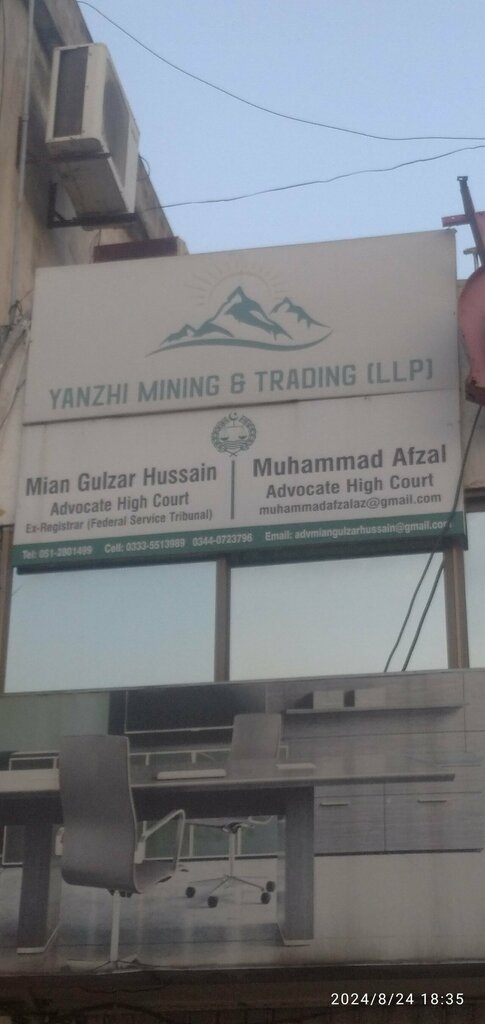 YANZHI MINING & TRADING (LLP)
Mian Gulzar Hussain
Advocate High Court
Ex-Registrar (Federal Service Tribunal)
Muhammad Afzal
Advocate High Court
muhammadafzalaz@gmail.com
Tel: 051-2801499 Cell: 0333-5513989 0344-0723796 Email: advmiangulzarhussain@gmail.com
2024/8/24 18:35